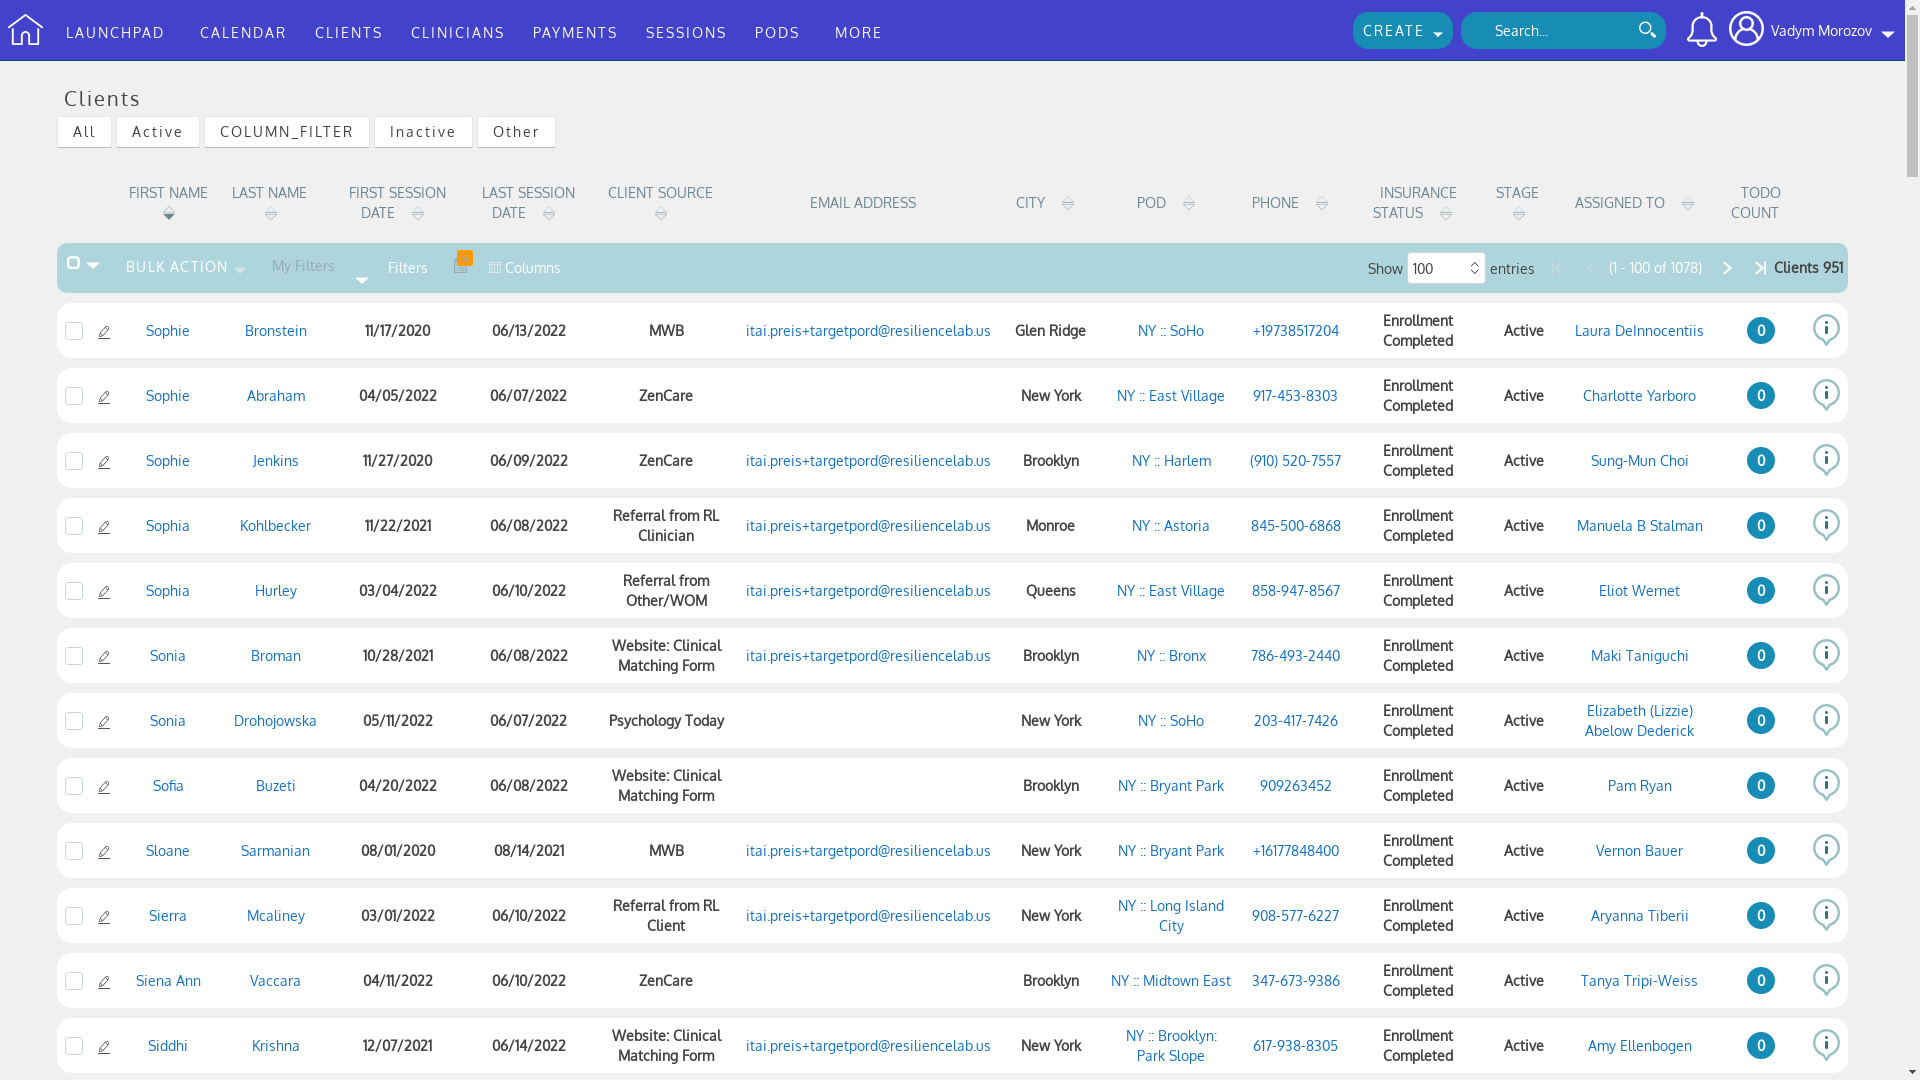 LAUNCHPAD CALENDAR CLIENTS CLINICIANS PAYMENTS SESSIONS PODS MORE CREATE Search... Vadym Morozov
Clients
All Active COLUMN_FILTER Inactive Other
FIRST NAME LAST NAME FIRST SESSION DATE LAST SESSION DATE CLIENT SOURCE EMAIL ADDRESS CITY POD PHONE INSURANCE STATUS STAGE ASSIGNED TO TODO COUNT
BULK ACTION My Filters Filters Columns Show 100 entries (1 - 100 of 1078) Clients 951
Sophie Bronstein 11/17/2020 06/13/2022 MWB itai.preis+targetpord@resiliencelab.us Glen Ridge NY :: SoHo +19738517204 Enrollment Completed Active Laura DeInnocentiis 0
Sophie Abraham 04/05/2022 06/07/2022 ZenCare New York NY :: East Village 917-453-8303 Enrollment Completed Active Charlotte Yarboro 0
Sophie Jenkins 11/27/2020 06/09/2022 ZenCare itai.preis+targetpord@resiliencelab.us Brooklyn NY :: Harlem (910) 520-7557 Enrollment Completed Active Sung-Mun Choi 0
Sophia Kohlbecker 11/22/2021 06/08/2022 Referral from RL Clinician itai.preis+targetpord@resiliencelab.us Monroe NY :: Astoria 845-500-6868 Enrollment Completed Active Manuela B Stalman 0
Sophia Hurley 03/04/2022 06/10/2022 Referral from Other/WOM itai.preis+targetpord@resiliencelab.us Queens NY :: East Village 858-947-8567 Enrollment Completed Active Eliot Wernet 0
Sonia Broman 10/28/2021 06/08/2022 Website: Clinical Matching Form itai.preis+targetpord@resiliencelab.us Brooklyn NY :: Bronx 786-493-2440 Enrollment Completed Active Maki Taniguchi 0
Sonia Drohojowska 05/11/2022 06/07/2022 Psychology Today New York NY :: SoHo 203-417-7426 Enrollment Completed Active Elizabeth (Lizzie) Abelow Dederick 0
Sofia Buzeti 04/20/2022 06/08/2022 Website: Clinical Matching Form Brooklyn NY :: Bryant Park 909263452 Enrollment Completed Active Pam Ryan 0
Sloane Sarmanian 08/01/2020 08/14/2021 MWB itai.preis+targetpord@resiliencelab.us New York NY :: Bryant Park +16177848400 Enrollment Completed Active Vernon Bauer 0
Sierra Mcaliney 03/01/2022 06/10/2022 Referral from RL Client itai.preis+targetpord@resiliencelab.us New York NY :: Long Island City 908-577-6227 Enrollment Completed Active Aryanna Tiberii 0
Siena Ann Vaccara 04/11/2022 06/10/2022 ZenCare Brooklyn NY :: Midtown East 347-673-9386 Enrollment Completed Active Tanya Tripi-Weiss 0
Siddhi Krishna 12/07/2021 06/14/2022 Website: Clinical Matching Form itai.preis+targetpord@resiliencelab.us New York NY :: Brooklyn: Park Slope 617-938-8305 Enrollment Completed Active Amy Ellenbogen 0